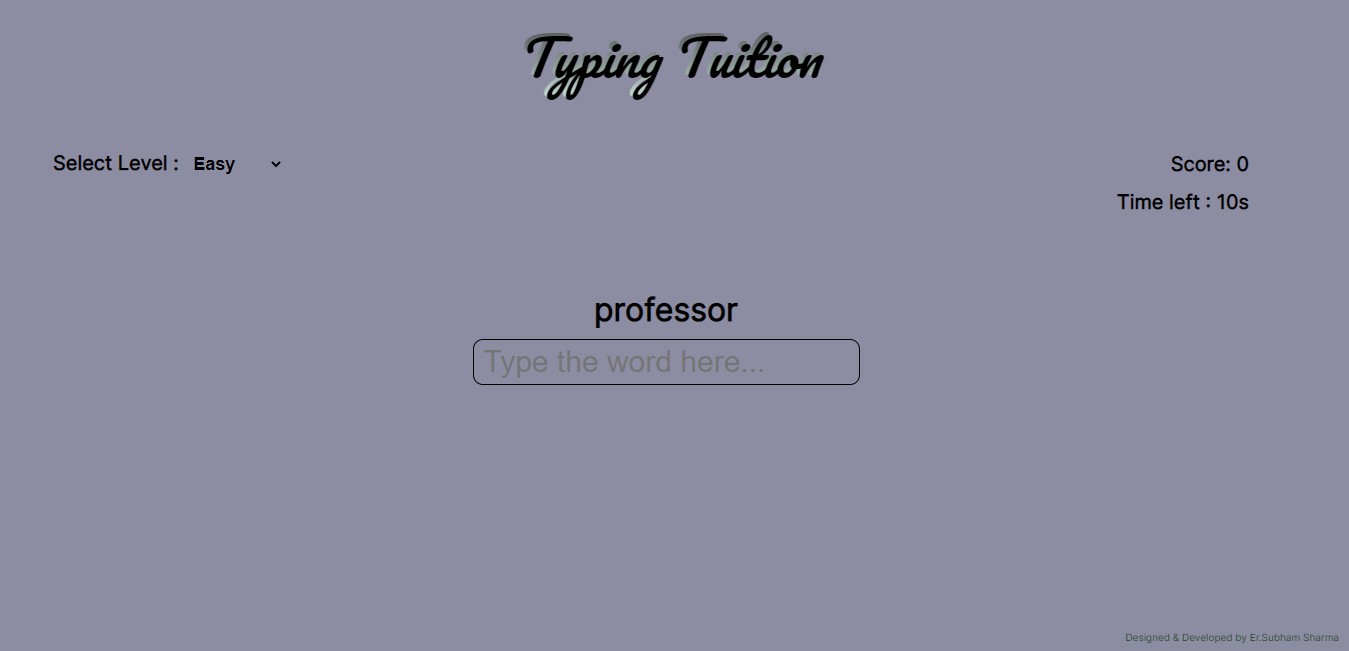 Typing Tuition
Select Level : Easy
Score: 0
Time left : 10s
professor
Type the word here...
Designed & Developed by Er.Subham Sharma